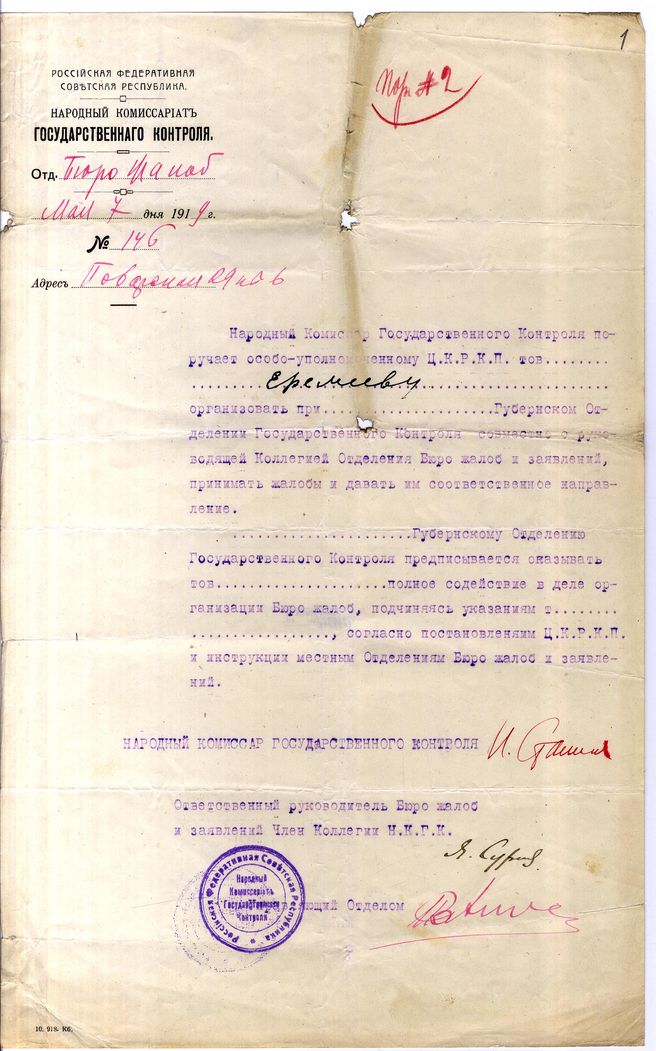 1
РОССІЙСКАЯ ФЕДЕРАТИВНАЯ
СОВѢТСКАЯ РЕСПУБЛИКА.
НАРОДНЫЙ КОМИССАРІАТЪ
ГОСУДАРСТВЕННАГО КОНТРОЛЯ.
№ 2
Отд. Бюро жалоб
Мая 7 дня 1919 г.
№ 146
Адресъ
Народный Комиссар Государственного Контроля по-
ручает особо-уполномоченному Ц.К.Р.К.П. тов........
.........Еремееву......................
организовать при.....................Губернском От-
делении Государственного Контроля совместно с руко-
водящей Коллегией Отделения Бюро жалоб и заявлений,
принимать жалобы и давать им соответственное направ-
ление.
......................Губернскому Отделению
Государственного Контроля предписывается оказывать
тов.....................полное содействие в деле ор-
ганизации Бюро жалоб, подчиняясь указаниям т........
................., согласно постановлениям Ц.К.Р.К.П.
и инструкции местным Отделениям Бюро жалоб и заявле-
ний.
НАРОДНЫЙ КОМИССАР ГОСУДАРСТВЕННОГО КОНТРОЛЯ И. Сталин
Ответственный руководитель Бюро жалоб
и заявлений Член Коллегии Н.К.Г.К.
Российская Федеративная Совѣтская Республика
Народный
Комиссаріатъ
Государственнаго
Контроля
Отделом
10. 918. Кб.